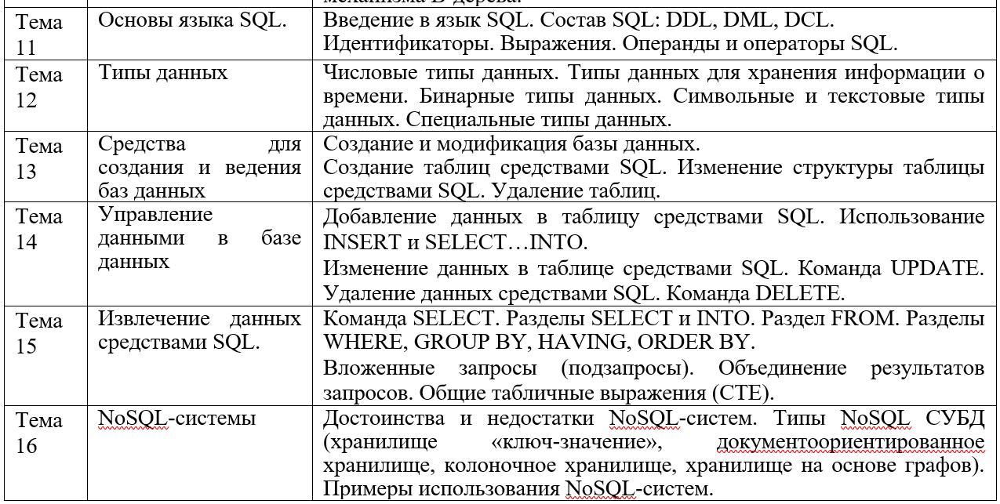 механизма B-дерева.
Тема
11
Основы языка SQL.
Введение в язык SQL. Состав SQL: DDL, DML, DCL.
Идентификаторы. Выражения. Операнды и операторы SQL.
Тема
12
Типы данных
Числовые типы данных. Типы данных для хранения информации о
времени. Бинарные типы данных. Символьные и текстовые типы
данных. Специальные типы данных.
Тема
13
Средства для
создания и ведения
баз данных
Создание и модификация базы данных.
Создание таблиц средствами SQL. Изменение структуры таблицы
средствами SQL. Удаление таблиц.
Тема
14
Управление
данными в базе
данных
Добавление данных в таблицу средствами SQL. Использование
INSERT и SELECT…INTO.
Изменение данных в таблице средствами SQL. Команда UPDATE.
Удаление данных средствами SQL. Команда DELETE.
Тема
15
Извлечение данных
средствами SQL.
Команда SELECT. Разделы SELECT и INTO. Раздел FROM. Разделы
WHERE, GROUP BY, HAVING, ORDER BY.
Вложенные запросы (подзапросы). Объединение результатов
запросов. Общие табличные выражения (CTE).
Тема
16
NoSQL-системы
Достоинства и недостатки NoSQL-систем. Типы NoSQL СУБД
(хранилище «ключ-значение», документоориентированное
хранилище, колоночное хранилище, хранилище на основе графов).
Примеры использования NoSQL-систем.